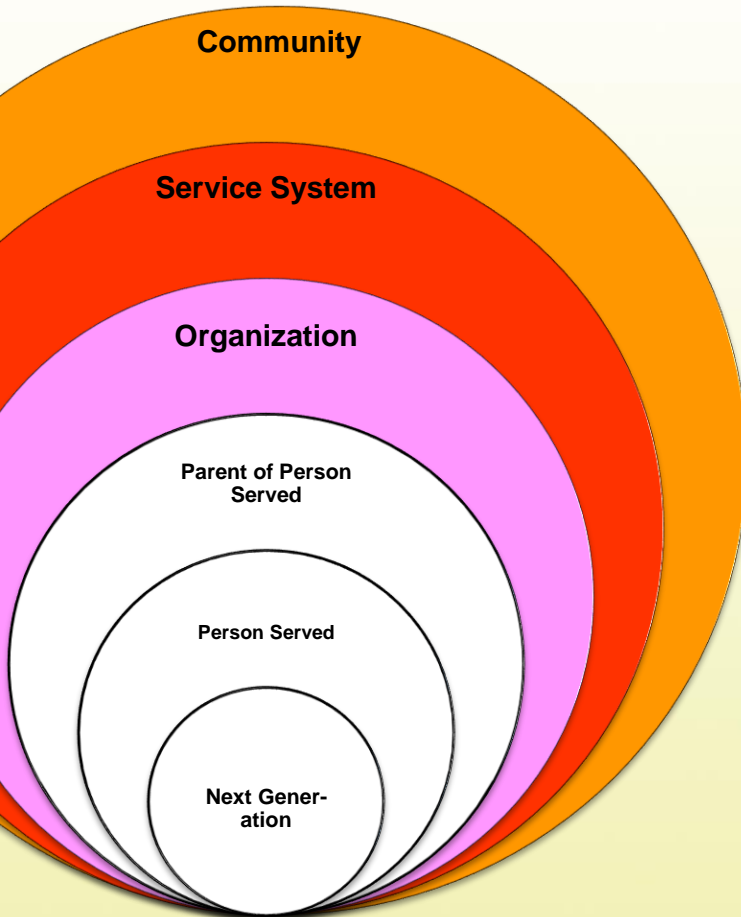 Community
Service System
Organization
Parent of Person
Served
Person Served
Next Gener-
ation